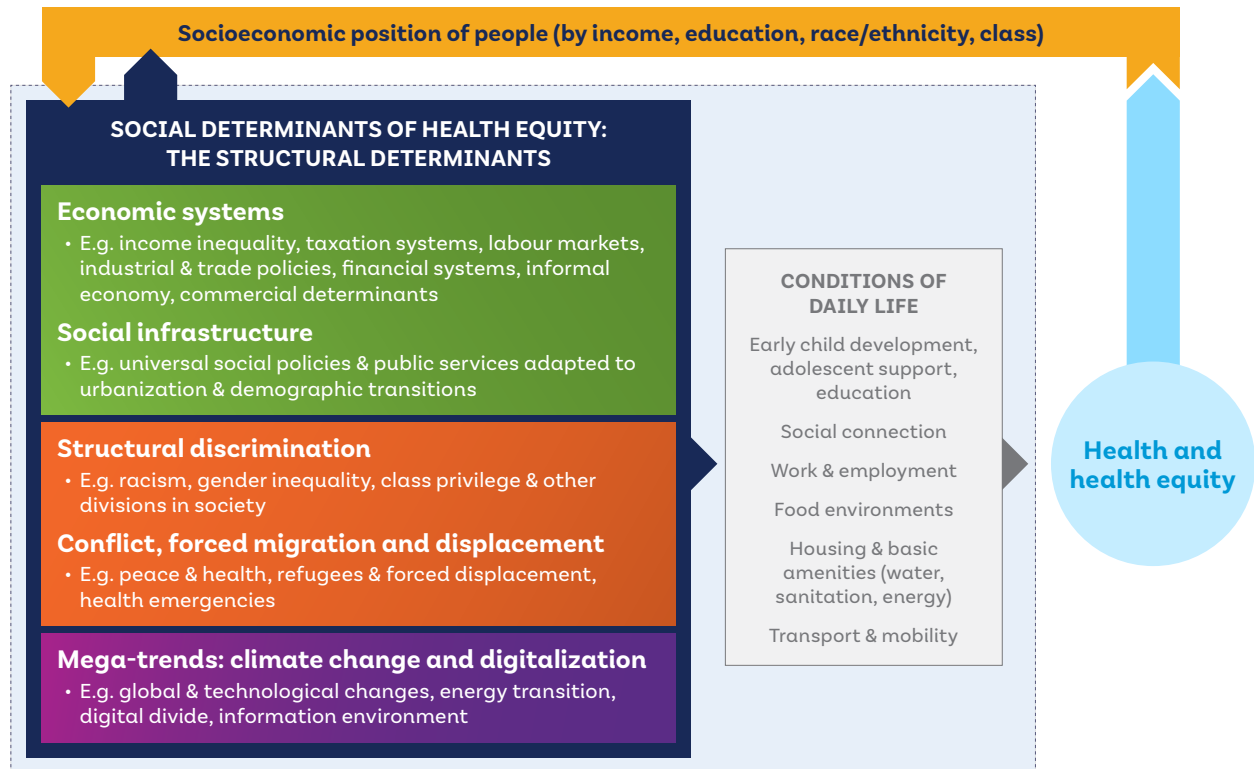 Socioeconomic position of people (by income, education, race/ethnicity, class)
SOCIAL DETERMINANTS OF HEALTH EQUITY:
THE STRUCTURAL DETERMINANTS
Economic systems
• E.g. income inequality, taxation systems, labour markets,
industrial & trade policies, financial systems, informal
economy, commercial determinants
Social infrastructure
• E.g. universal social policies & public services adapted to
urbanization & demographic transitions
Structural discrimination
• E.g. racism, gender inequality, class privilege & other
divisions in society
Conflict, forced migration and displacement
• E.g. peace & health, refugees & forced displacement,
health emergencies
Mega-trends: climate change and digitalization
• E.g. global & technological changes, energy transition,
digital divide, information environment
CONDITIONS OF
DAILY LIFE
Early child development,
adolescent support,
education
Social connection
Work & employment
Food environments
Housing & basic
amenities (water,
sanitation, energy)
Transport & mobility
Health and
health equity